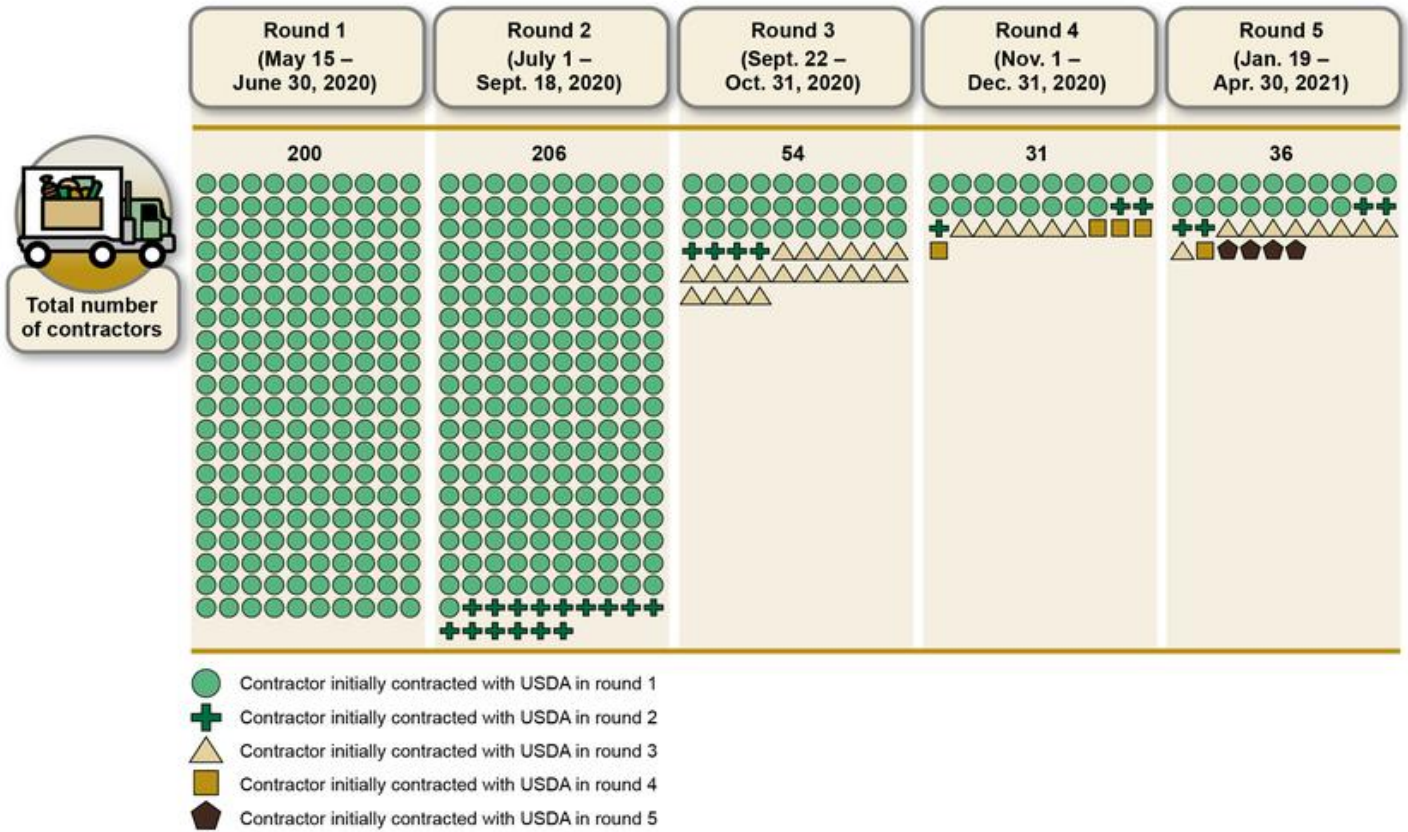 Round 1
(May 15 –
June 30, 2020)
Round 2
(July 1 –
Sept. 18, 2020)
Round 3
(Sept. 22 –
Oct. 31, 2020)
Round 4
(Nov. 1 –
Dec. 31, 2020)
Round 5
(Jan. 19 –
Apr. 30, 2021)
Total number
of contractors
200
206
54
31
36
Contractor initially contracted with USDA in round 1
Contractor initially contracted with USDA in round 2
Contractor initially contracted with USDA in round 3
Contractor initially contracted with USDA in round 4
Contractor initially contracted with USDA in round 5